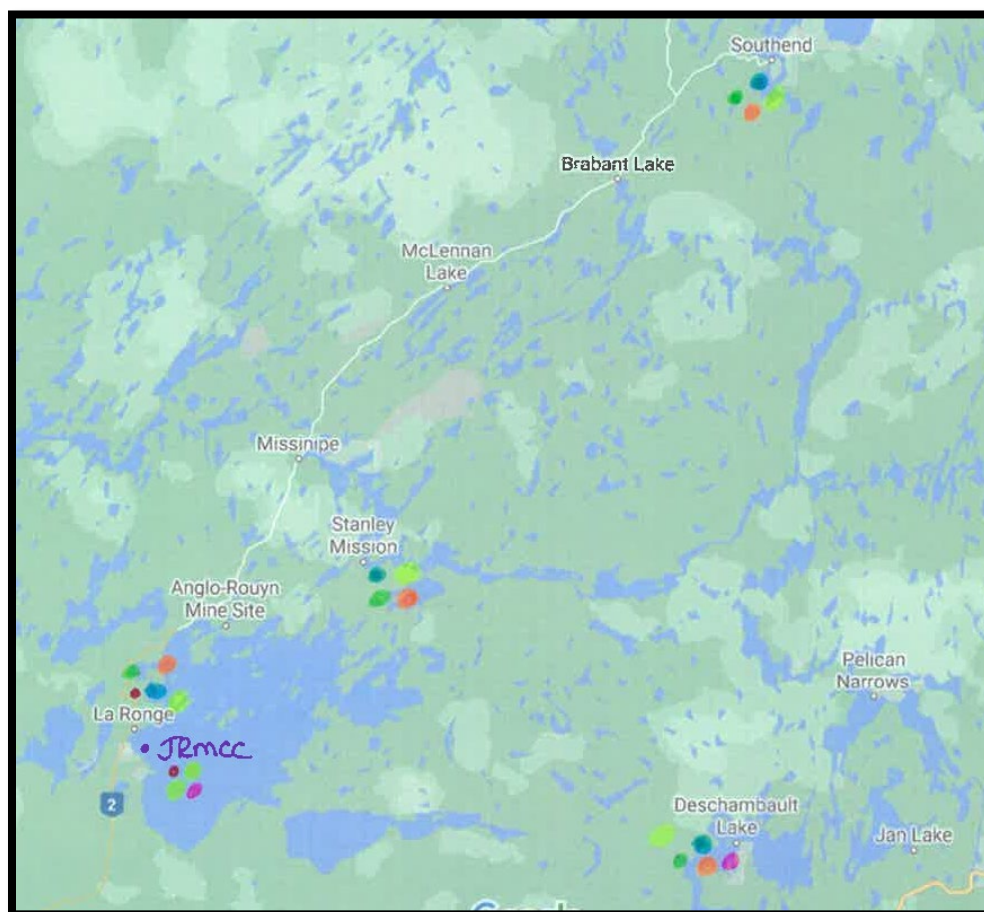 Southend
Brabant Lake
McLennan
Lake
Missinipe
Stanley
Mission
Anglo-Rouyn
Mine Site
Pelican
Narrows
La Ronge
JRMCC
2
Deschambault
Lake
Jan Lake